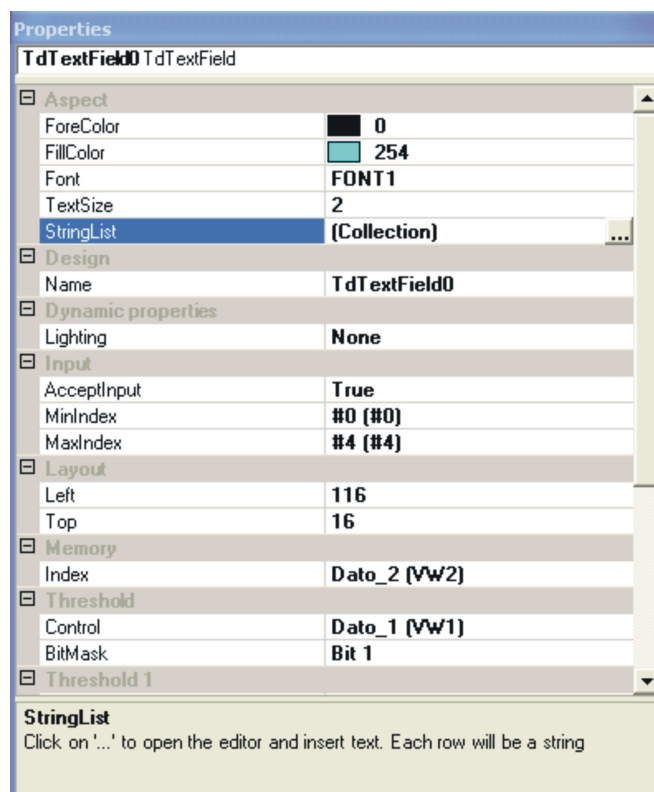 Properties
TdTextField0 TdTextField
Aspect
ForeColor 0
FillColor 254
Font FONT1
TextSize 2
StringList (Collection) ...
Design
Name TdTextField0
Dynamic properties
Lighting None
Input
AcceptInput True
MinIndex #0 (#0)
MaxIndex #4 (#4)
Layout
Left 116
Top 16
Memory
Index Dato_2 (VW2)
Threshold
Control Dato_1 (VW1)
BitMask Bit 1
Threshold 1
StringList
Click on '...' to open the editor and insert text. Each row will be a string